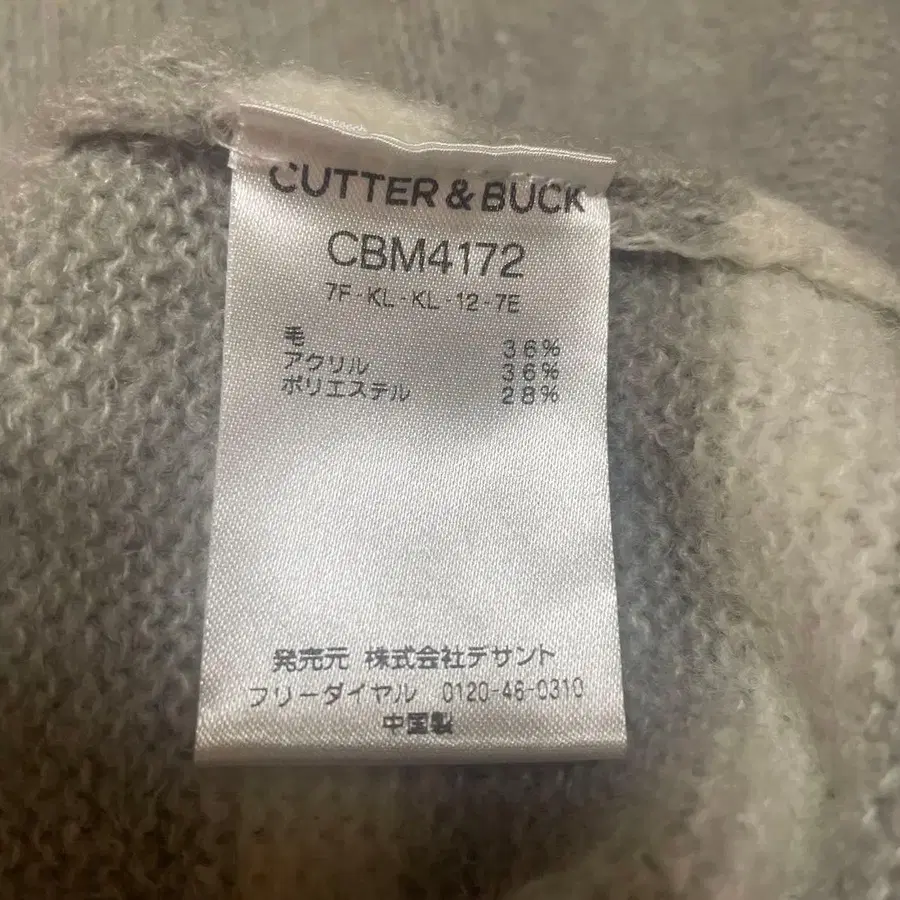 CUTTER & BUCK
CBM4172
7F-KL-KL-12-7E
毛 36%
アクリル 36%
ポリエステル 28%
発売元 株式会社デサント
フリーダイヤル 0120-46-0310
中国製